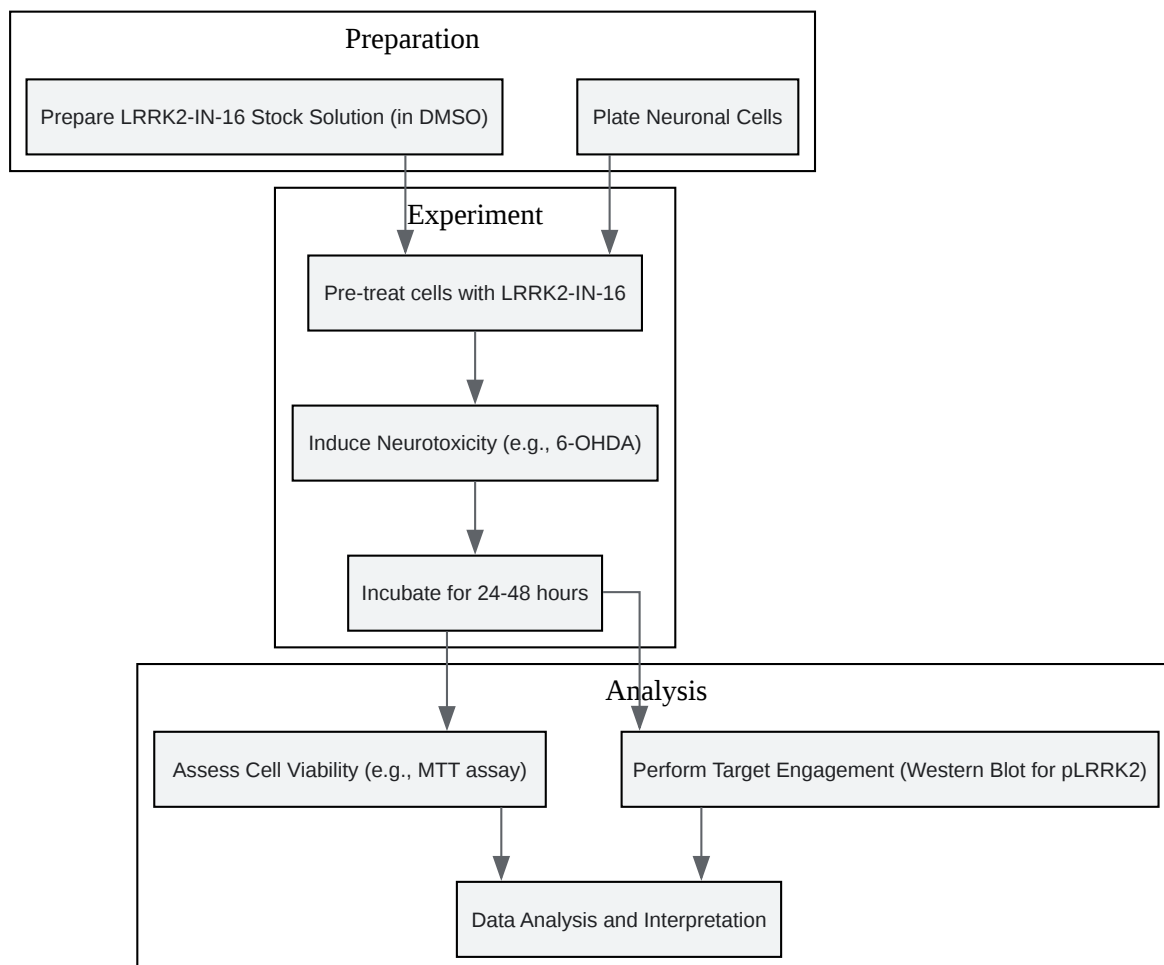 Preparation
Prepare LRRK2-IN-16 Stock Solution (in DMSO)
Plate Neuronal Cells
Experiment
Pre-treat cells with LRRK2-IN-16
Induce Neurotoxicity (e.g., 6-OHDA)
Incubate for 24-48 hours
Analysis
Assess Cell Viability (e.g., MTT assay)
Perform Target Engagement (Western Blot for pLRRK2)
Data Analysis and Interpretation